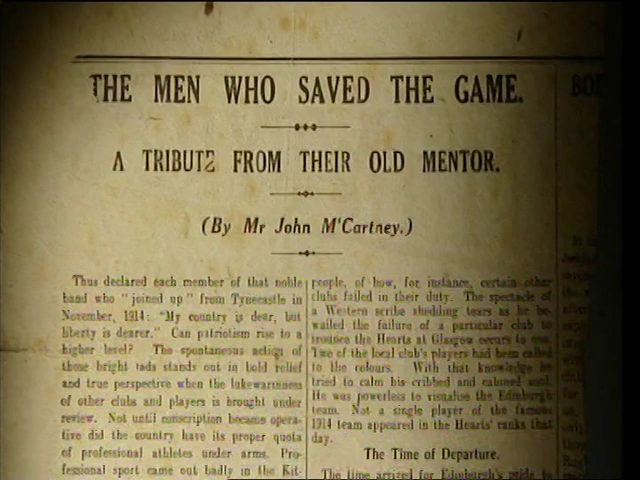 THE MEN WHO SAVED THE GAME.
A TRIBUTE FROM THEIR OLD MENTOR.
(By Mr John M'Cartney.)
Thus declared each member of that noble
band who "joined up" from Tynecastle in
November, 1914: "My country is dear, but
liberty is dearer." Can patriotism rise to a
higher level? The spontaneous action of
those bright lads stands out in bold relief
and true perspective when the lukewarmness
of other clubs and players is brought under
review. Not until conscription became opera-
tive did the country have its proper quota
of professional athletes under arms. Pro-
fessional sport came out badly in the Kit-
people, of how, for instance, certain other
clubs failed in their duty. The spectacle of
a Western scribe shedding tears as he be-
wailed the failure of a particular club to
trounce the Hearts at Glasgow occurs to one.
Two of the local club's players had been called
to the colours. With that knowledge he
tried to calm his cribbed and cabined soul.
He was powerless to visualise the Edinburgh
team. Not a single player of the famous
1914 team appeared in the Hearts' ranks that
day.
The Time of Departure.
The time arrived for Edinburgh's pride to